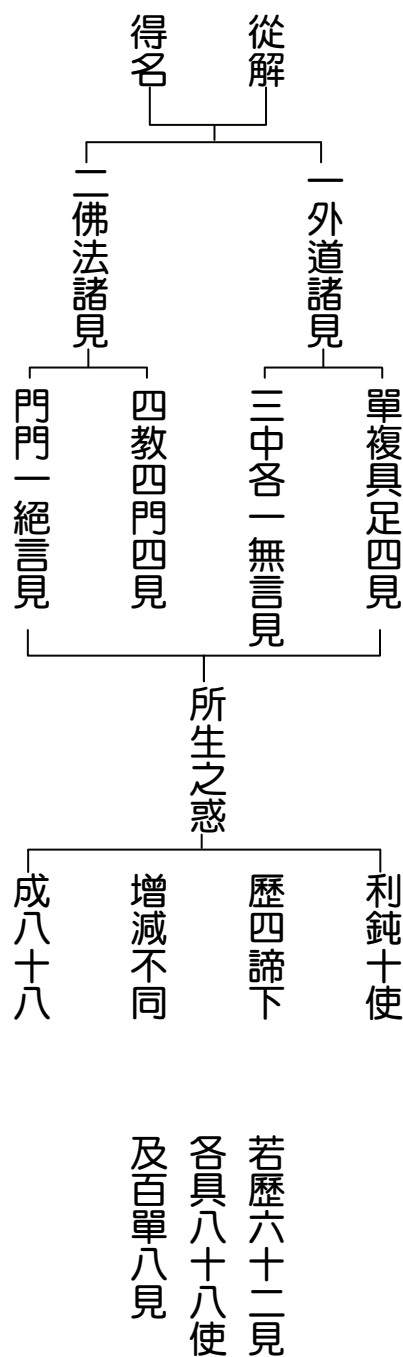 從解
得名
一外道諸見
二佛法諸見
單複具足四見
三中各一無言見
四教四門四見
門門一絕言見
所生之惑
利鈍十使
歷四諦下
增減不同
成八十八
若歷六十二見
各具八十八使
及百單八見